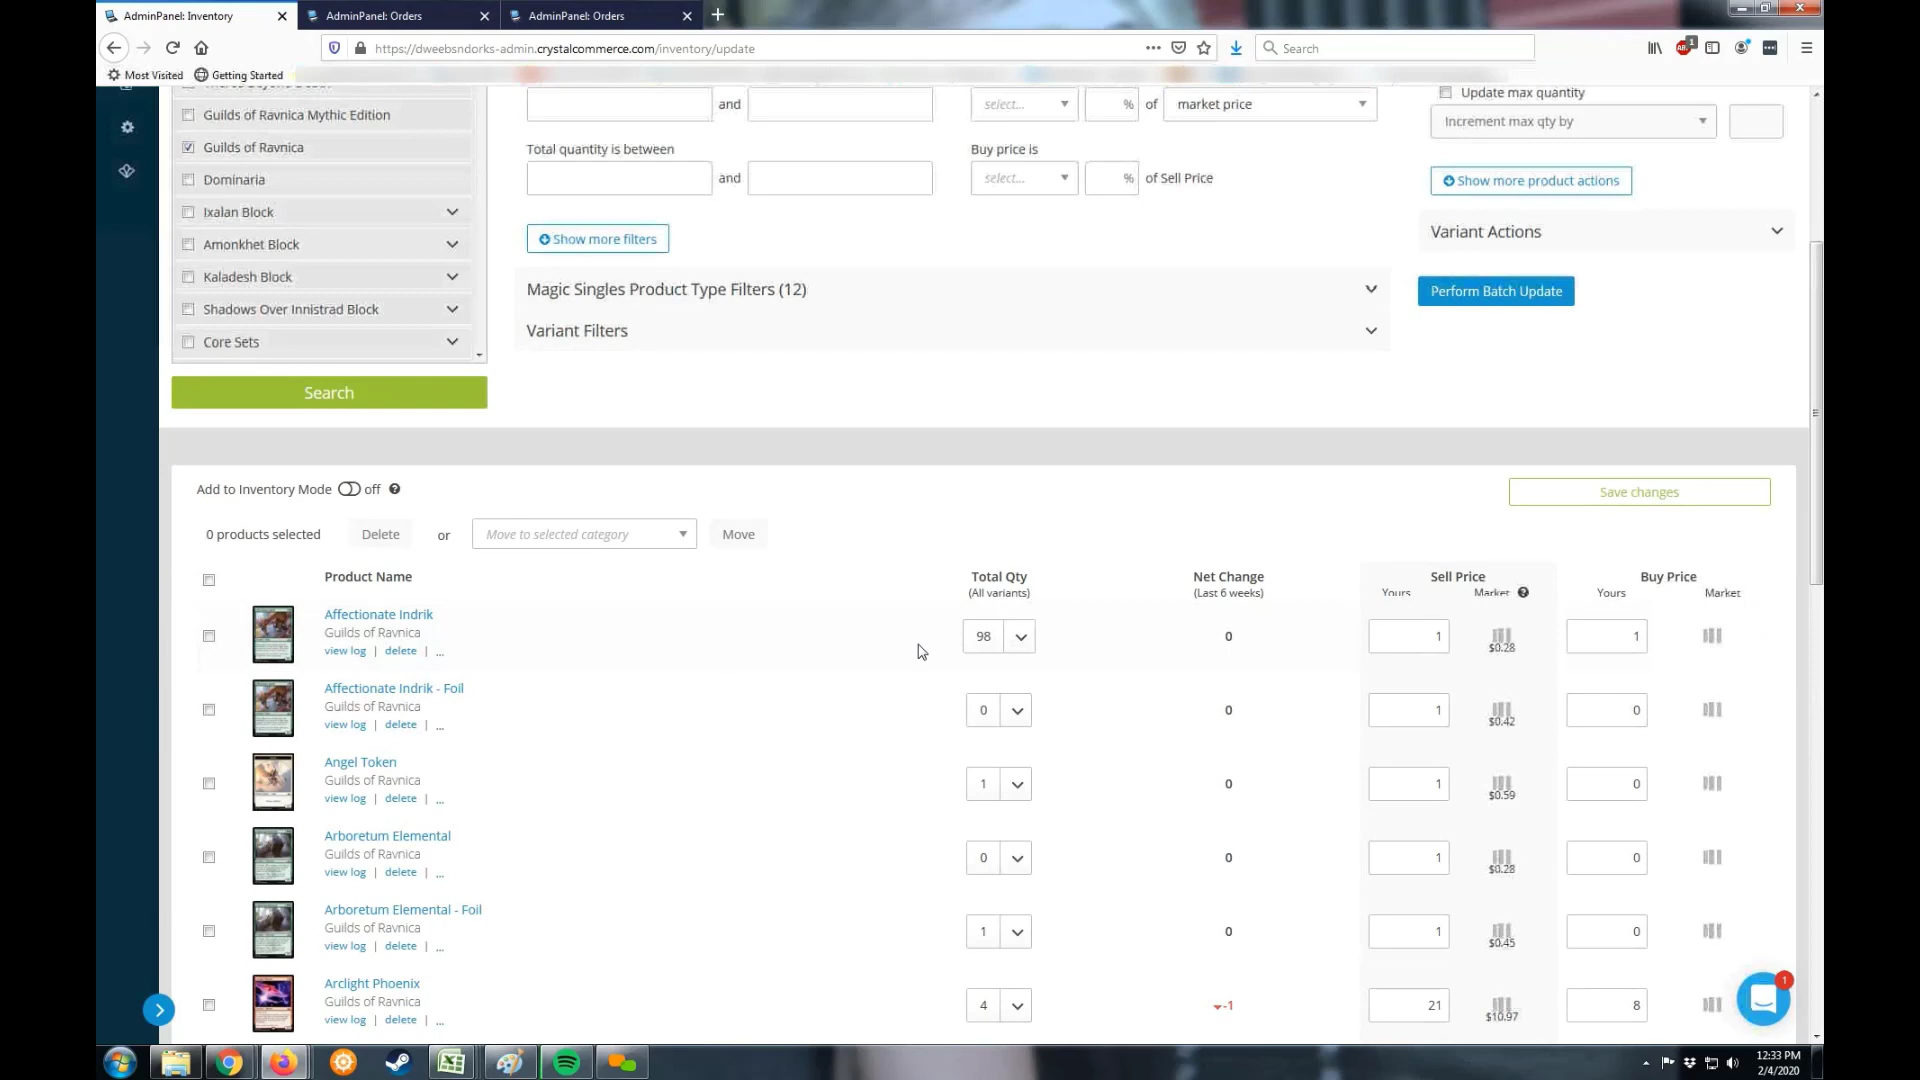 AdminPanel: Inventory
AdminPanel: Orders
AdminPanel: Orders
https://dweebsndorks-admin.crystalcommerce.com/inventory/update
Search
1
Most Visited
Getting Started
Guilds of Ravnica Mythic Edition
Guilds of Ravnica
Dominaria
Ixalan Block
Amonkhet Block
Kaladesh Block
Shadows Over Innistrad Block
Core Sets
Search
and
select...
%
of
market price
Total quantity is between
and
Buy price is
select...
%
of Sell Price
Show more filters
Magic Singles Product Type Filters (12)
Variant Filters
Update max quantity
Increment max qty by
Show more product actions
Variant Actions
Perform Batch Update
Add to Inventory Mode off
Save changes
0 products selected
Delete
or
Move to selected category
Move
Product Name
Total Qty
(All variants)
Net Change
(Last 6 weeks)
Sell Price
Yours
Market
Buy Price
Yours
Market
Affectionate Indrik
Guilds of Ravnica
view log | delete | ...
98
0
1
$0.28
1
Affectionate Indrik - Foil
Guilds of Ravnica
view log | delete | ...
0
0
1
$0.42
0
Angel Token
Guilds of Ravnica
view log | delete | ...
1
0
1
$0.59
0
Arboretum Elemental
Guilds of Ravnica
view log | delete | ...
0
0
1
$0.28
0
Arboretum Elemental - Foil
Guilds of Ravnica
view log | delete | ...
1
0
1
$0.45
0
Arclight Phoenix
Guilds of Ravnica
view log | delete | ...
4
-1
21
$10.97
8
1
12:33 PM
2/4/2020